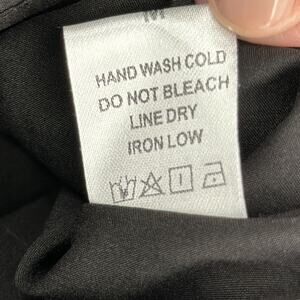 M
HAND WASH COLD
DO NOT BLEACH
LINE DRY
IRON LOW